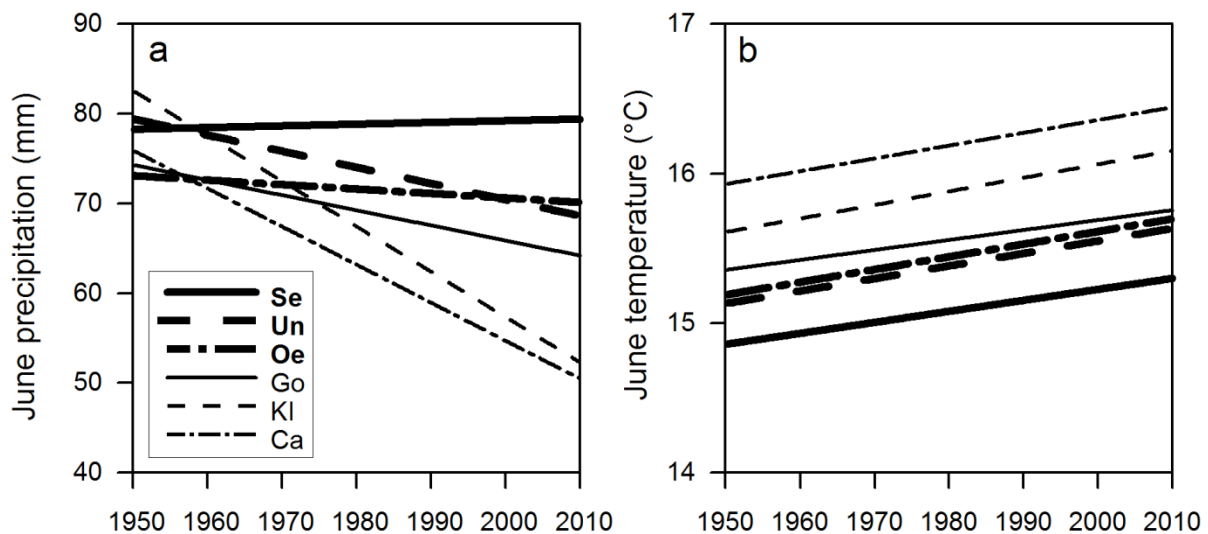 a
June precipitation (mm)
90
80
70
60
50
40
Se
Un
Oe
Go
Kl
Ca
1950 1960 1970 1980 1990 2000 2010
b
June temperature (°C)
17
16
15
14
1950 1960 1970 1980 1990 2000 2010